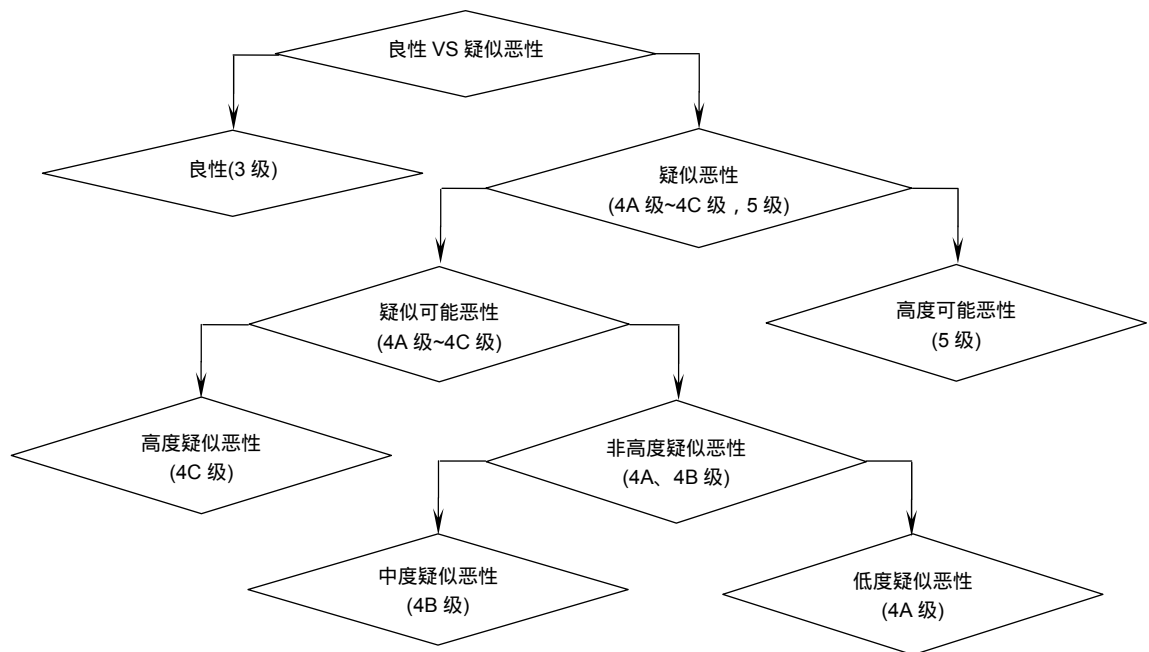 良性 VS 疑似恶性
良性(3 级)
疑似恶性
(4A 级~4C 级，5 级)
疑似可能恶性
(4A 级~4C 级)
高度可能恶性
(5 级)
高度疑似恶性
(4C 级)
非高度疑似恶性
(4A、4B 级)
中度疑似恶性
(4B 级)
低度疑似恶性
(4A 级)